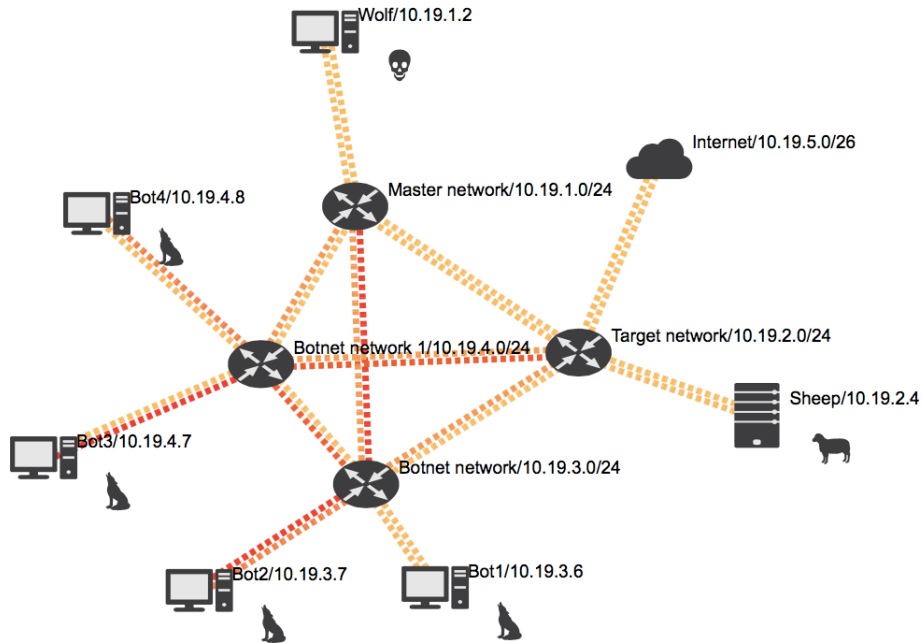 Wolf/10.19.1.2
Internet/10.19.5.0/26
Master network/10.19.1.0/24
Bot4/10.19.4.8
Target network/10.19.2.0/24
Botnet network 1/10.19.4.0/24
Sheep/10.19.2.4
Bot3/10.19.4.7
Botnet network/10.19.3.0/24
Bot2/10.19.3.7
Bot1/10.19.3.6